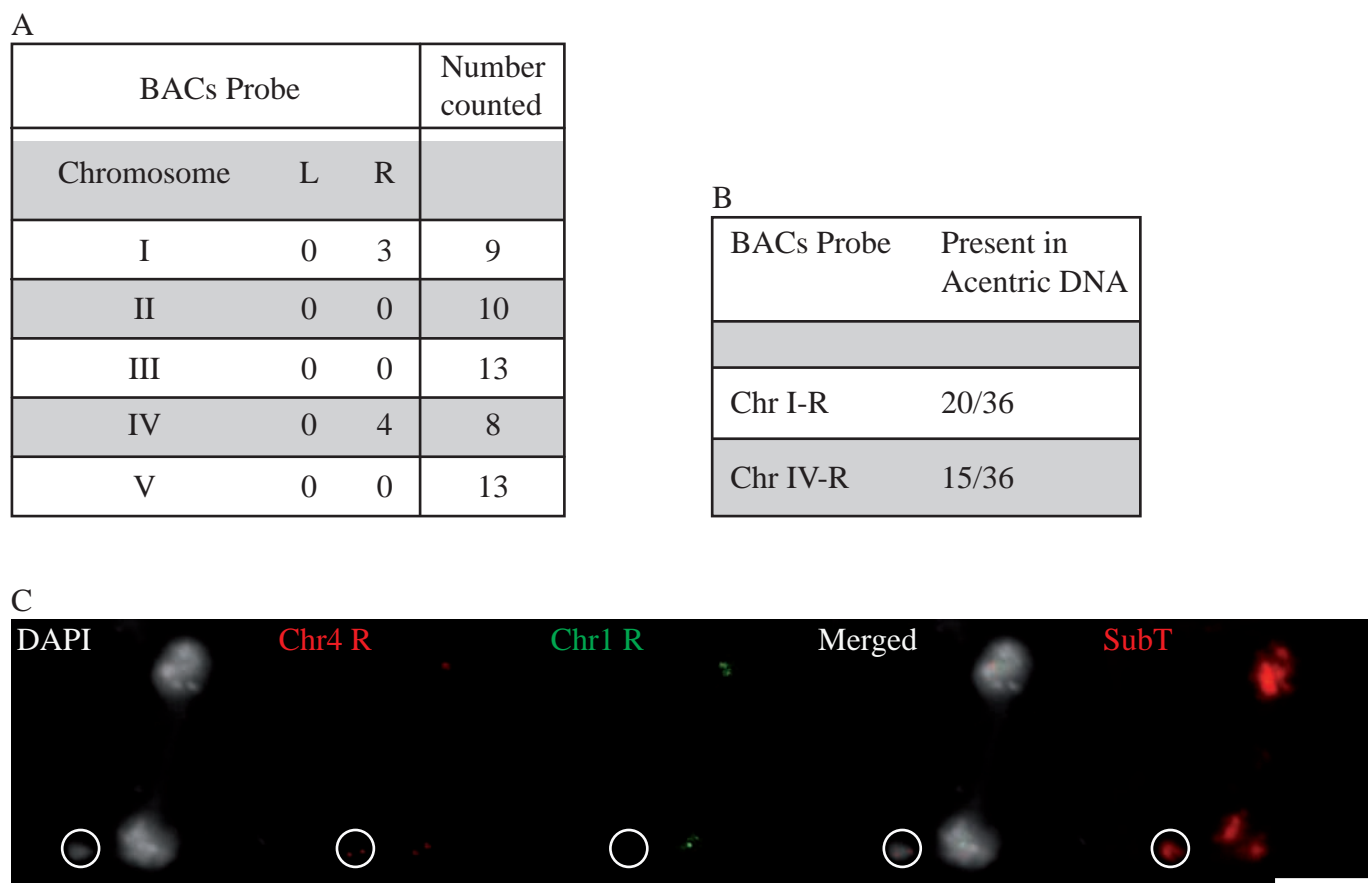 A
BACs Probe
Number
counted
Chromosome L R
I 0 3 9
II 0 0 10
III 0 0 13
IV 0 4 8
V 0 0 13
B
BACs Probe Present in
Acentric DNA
Chr I-R 20/36
Chr IV-R 15/36
C
DAPI Chr4 R Chr1 R Merged SubT